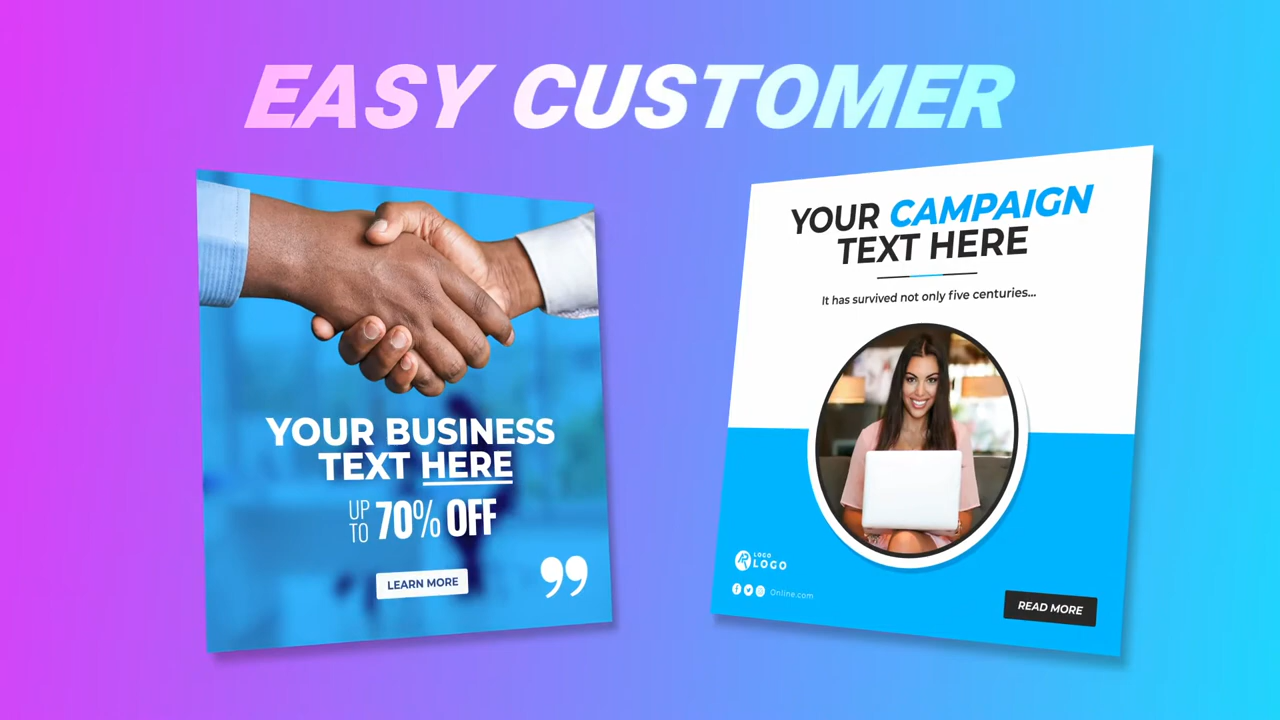 EASY CUSTOMER
YOUR BUSINESS
TEXT HERE
UP TO 70% OFF
LEARN MORE
YOUR CAMPAIGN
TEXT HERE
It has survived not only five centuries...
LOGO
LOGO
Online.com
READ MORE